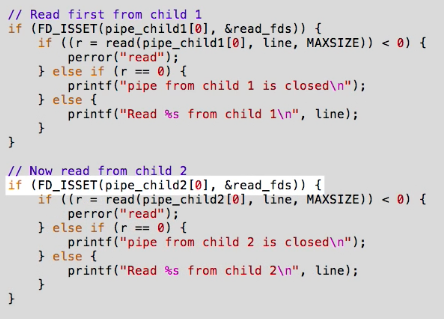 // Read first from child 1
if (FD_ISSET(pipe_child1[0], &read_fds)) {
    if ((r = read(pipe_child1[0], line, MAXSIZE)) < 0) {
        perror("read");
    } else if (r == 0) {
        printf("pipe from child 1 is closed\n");
    } else {
        printf("Read %s from child 1\n", line);
    }
}

// Now read from child 2
if (FD_ISSET(pipe_child2[0], &read_fds)) {
    if ((r = read(pipe_child2[0], line, MAXSIZE)) < 0) {
        perror("read");
    } else if (r == 0) {
        printf("pipe from child 2 is closed\n");
    } else {
        printf("Read %s from child 2\n", line);
    }
}